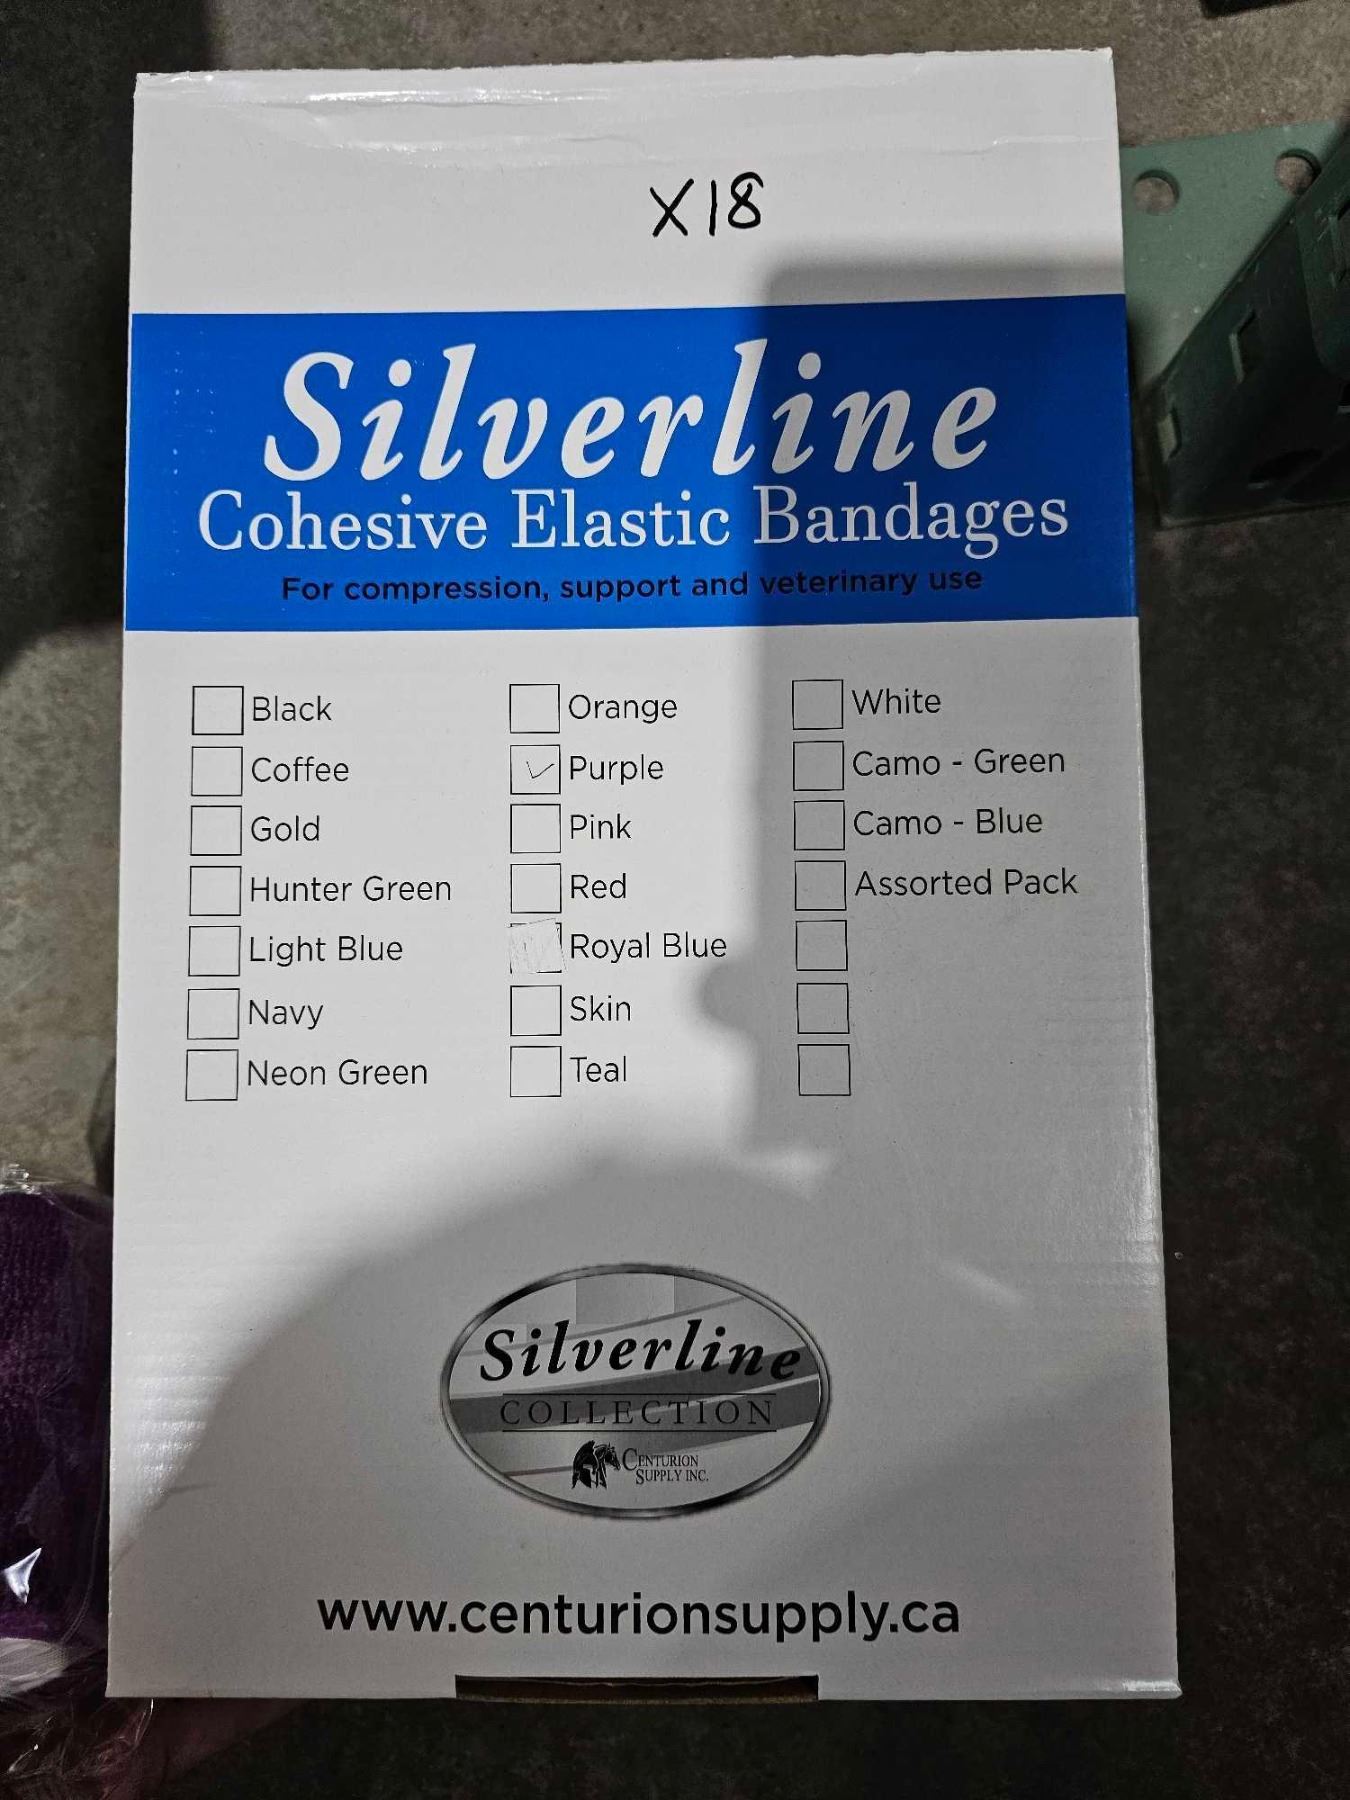 X18
Silverline
Cohesive Elastic Bandages
For compression, support and veterinary use
Black
Coffee
Gold
Hunter Green
Light Blue
Navy
Neon Green
Orange
Purple
Pink
Red
Royal Blue
Skin
Teal
White
Camo - Green
Camo - Blue
Assorted Pack
Silverline
COLLECTION
CENTURION
SUPPLY INC.
www.centurionsupply.ca